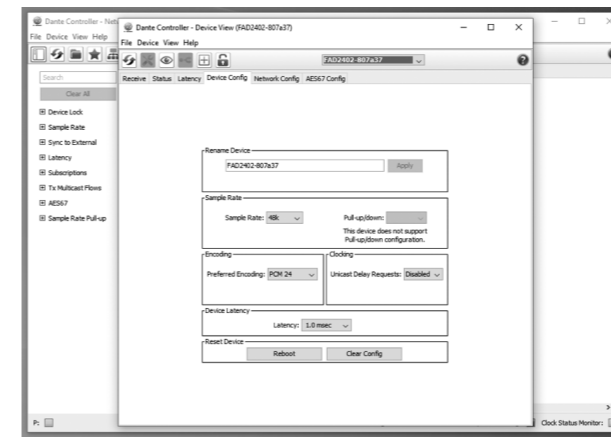 Dante Controller - Net
File Device View Help
Search
Clear All
Device Lock
Sample Rate
Sync to External
Latency
Subscriptions
Tx Multicast Flows
AES67
Sample Rate Pull-up
P:
Clock Status Monitor:
Dante Controller - Device View (FAD2402-807a37)
File Device View Help
FAD2402-807a37
Receive Status Latency Device Config Network Config AES67 Config
Rename Device
FAD2402-807a37 Apply
Sample Rate
Sample Rate: 48k Pull-up/down:
This device does not support
Pull-up/down configuration.
Encoding Clocking
Preferred Encoding: PCM 24 Unicast Delay Requests: Disabled
Device Latency
Latency: 1.0 msec
Reset Device
Reboot Clear Config